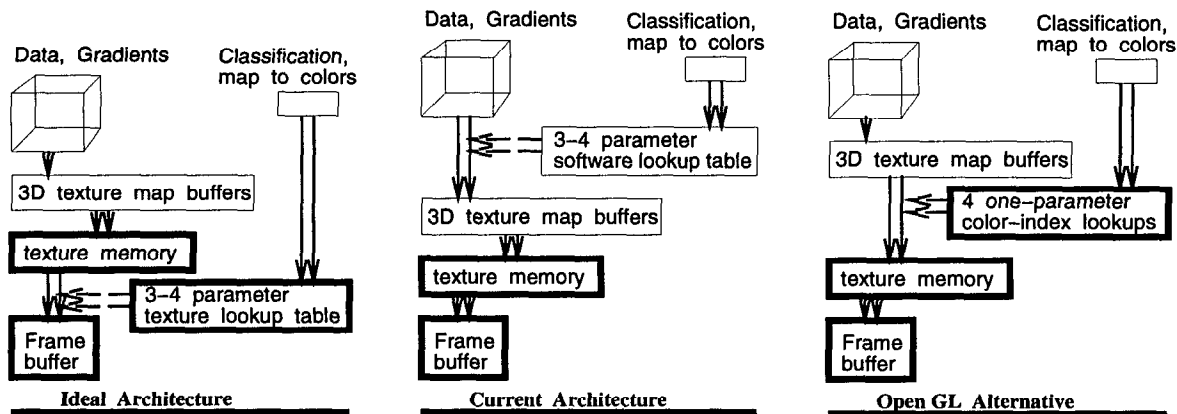 Data, Gradients
Classification,
map to colors
3D texture map buffers
texture memory
3-4 parameter
texture lookup table
Frame
buffer
Ideal Architecture
Data, Gradients
Classification,
map to colors
3-4 parameter
software lookup table
3D texture map buffers
texture memory
Frame
buffer
Current Architecture
Data, Gradients
Classification,
map to colors
3D texture map buffers
4 one-parameter
color-index lookups
texture memory
Frame
buffer
Open GL Alternative